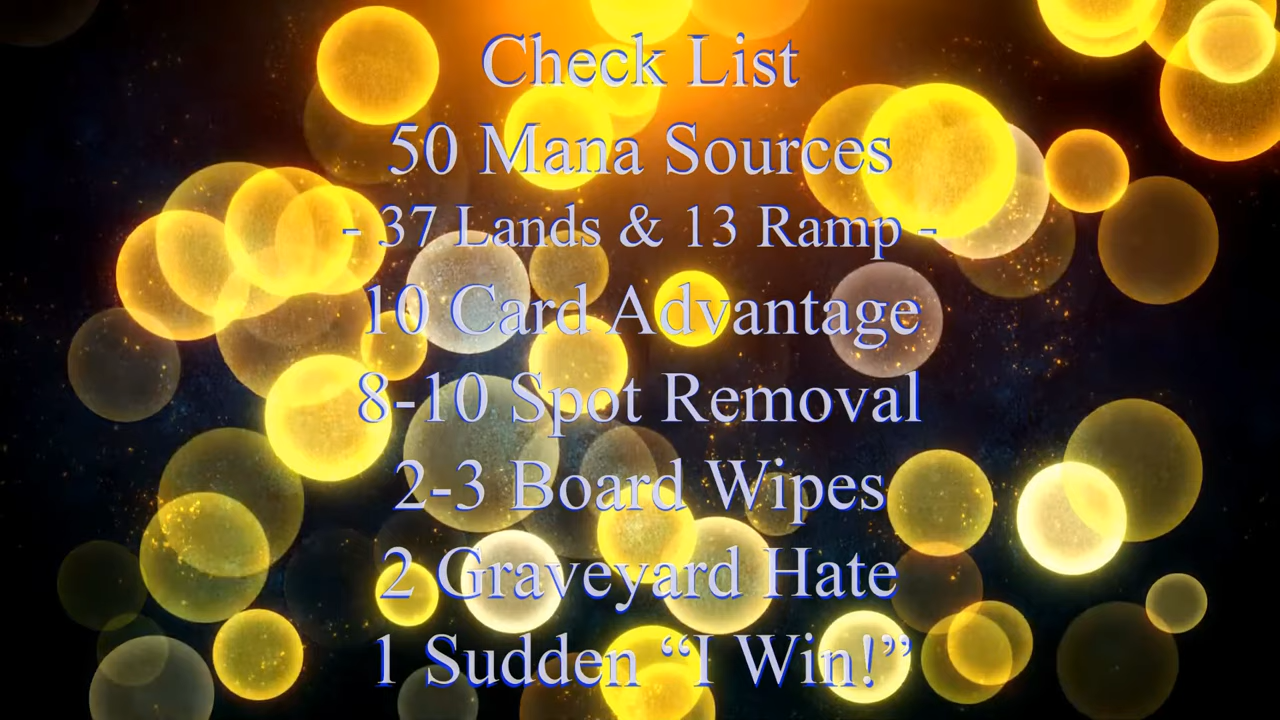 Check List
50 Mana Sources
- 37 Lands & 13 Ramp -
10 Card Advantage
8-10 Spot Removal
2-3 Board Wipes
2 Graveyard Hate
1 Sudden “I Win!”